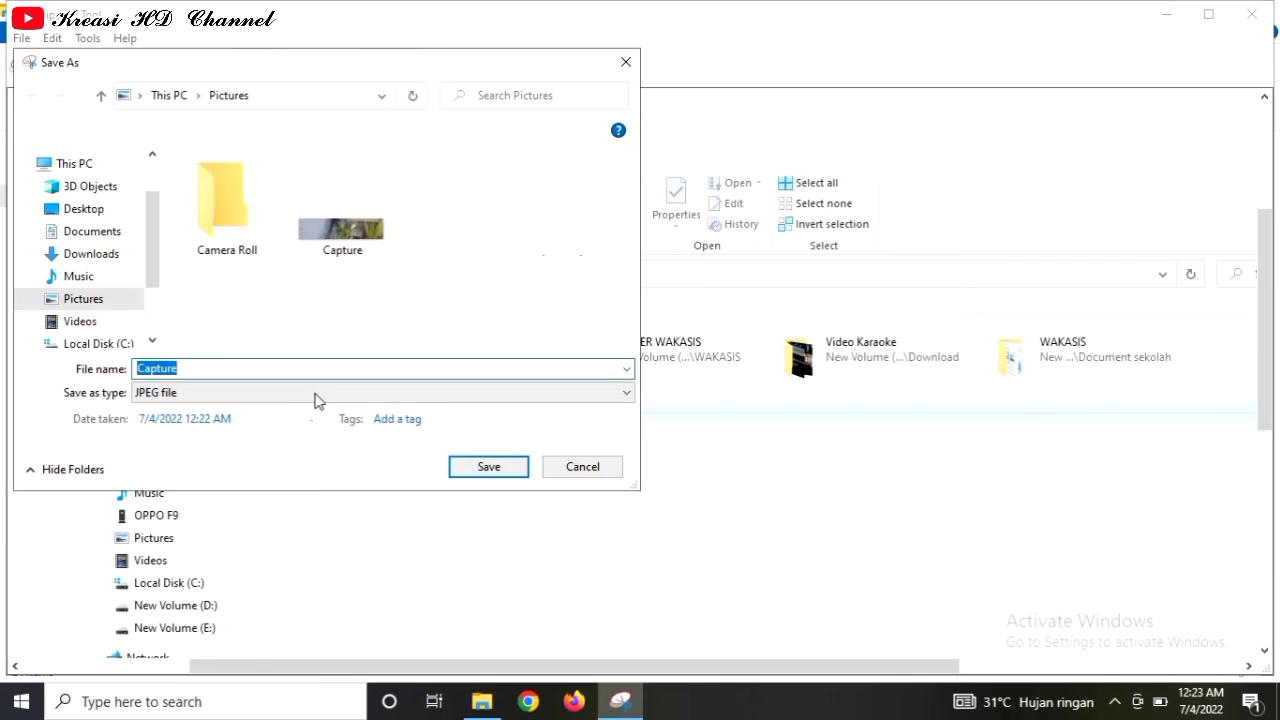 Kreasi HD Channel
File Edit Tools Help
Save As
This PC > Pictures
Search Pictures
This PC
3D Objects
Desktop
Documents
Downloads
Music
Pictures
Videos
Local Disk (C:)
Camera Roll
Capture
File name: Capture
Save as type: JPEG file
Date taken: 7/4/2022 12:22 AM
Tags: Add a tag
Hide Folders
Save
Cancel
Properties
Open
Edit
History
Open
Select all
Select none
Invert selection
Select
ER WAKASIS
Volume (...\WAKASIS
Video Karaoke
New Volume (...\Download
WAKASIS
New ...\Document sekolah
Music
OPPO F9
Pictures
Videos
Local Disk (C:)
New Volume (D:)
New Volume (E:)
Network
Activate Windows
Go to Settings to activate Windows.
Type here to search
31°C Hujan ringan
12:23 AM
7/4/2022
1